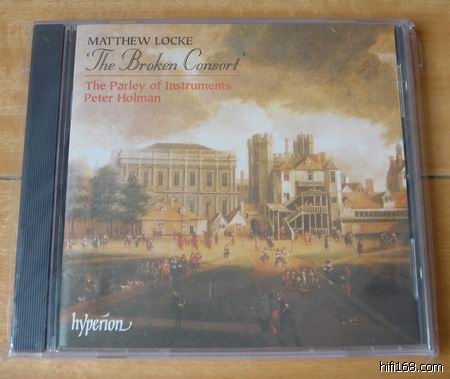 MATTHEW LOCKE
'The Broken Consort'
The Parley of Instruments
Peter Holman
hyperion
hifi168.com